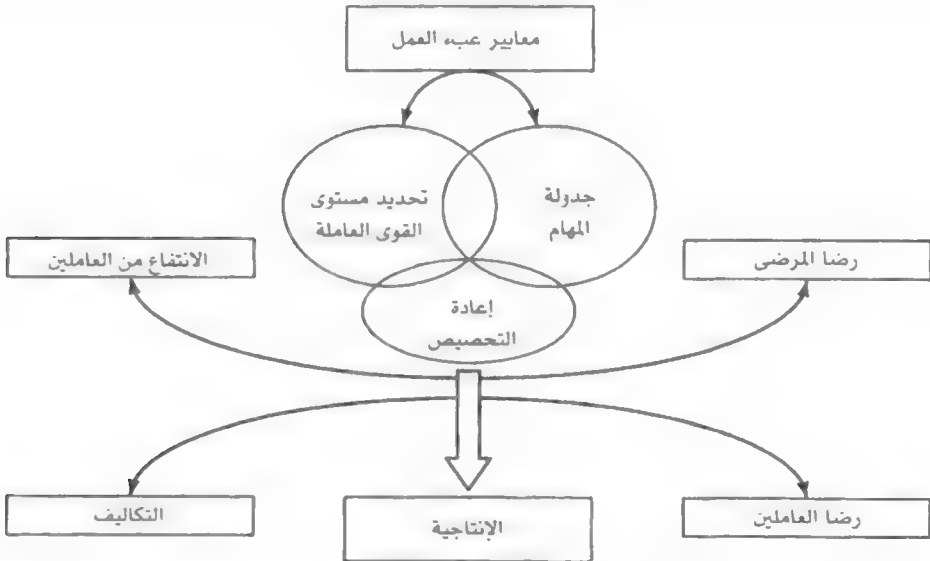 معايير عبء العمل
تحديد مستوى
القوى العاملة
جدولة
المهام
رضا المرضى
الانتفاع من العاملين
إعادة
التخصيص
رضا العاملين
الإنتاجية
التكاليف